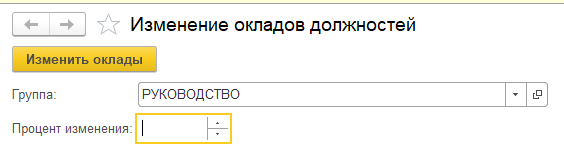 Изменение окладов должностей
Изменить оклады
Группа: РУКОВОДСТВО
Процент изменения: